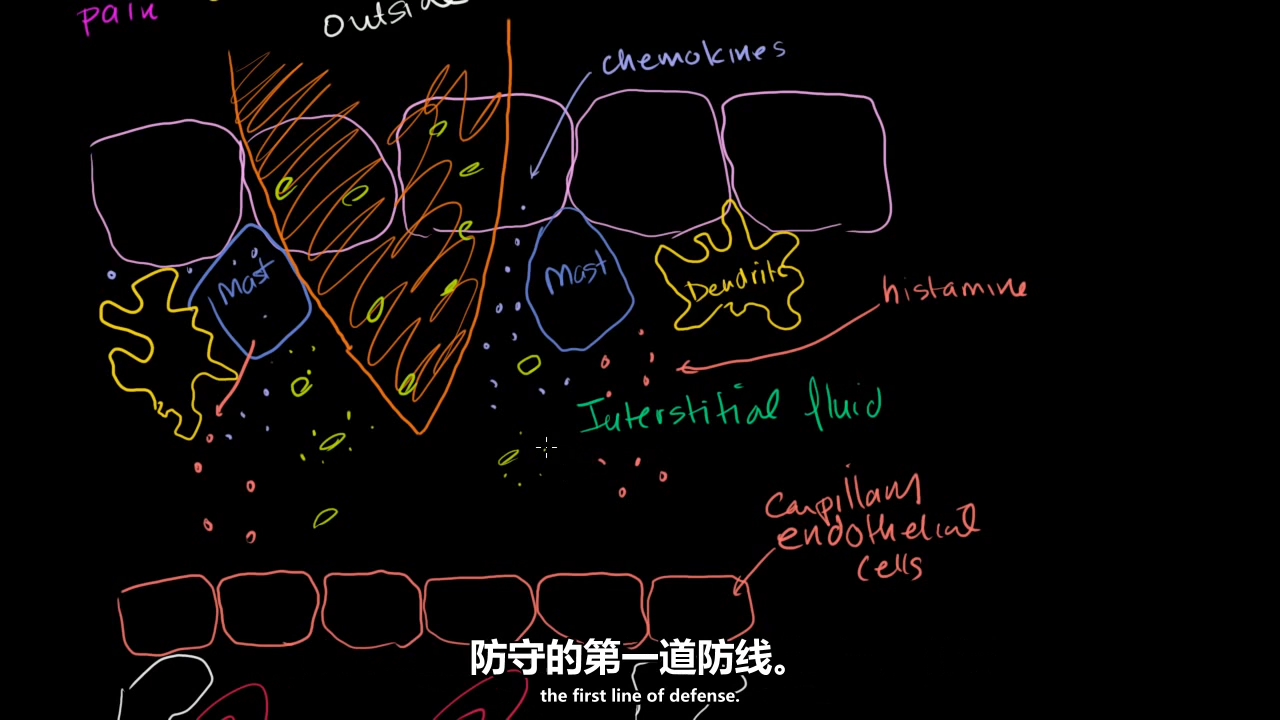 pain
outside
chemokines
Mast
Mast
Dendrite
histamine
Interstitial fluid
Capillary
endothelial
cells
防守的第一道防线。
the first line of defense.